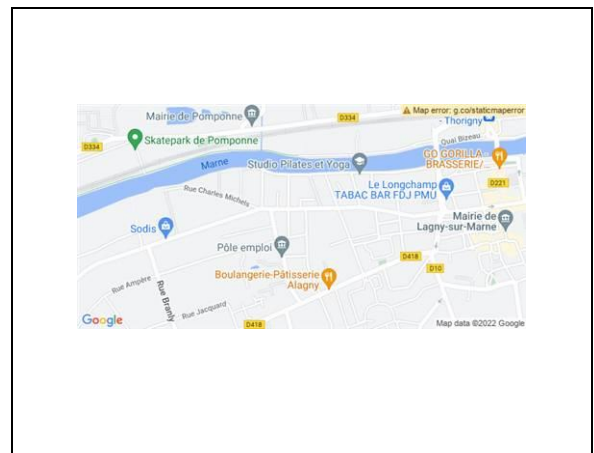 Mairie de Pomponne
D334
Map error: g.co/staticmaperror
- Thorigny
D334
Skatepark de Pomponne
Quai Bizeau
Marne
Studio Pilates et Yoga
GO GORILLA -
BRASSERIE/...
Le Longchamp
TABAC BAR FDJ PMU
D221
Rue Charles Michels
Mairie de
Lagny-sur-Marne
Sodis
Pôle emploi
D418
D10
Boulangerie-Pâtisserie
Alagny
Rue Ampère
Rue Branly
Rue Jacquard
Google
D418
Map data ©2022 Google